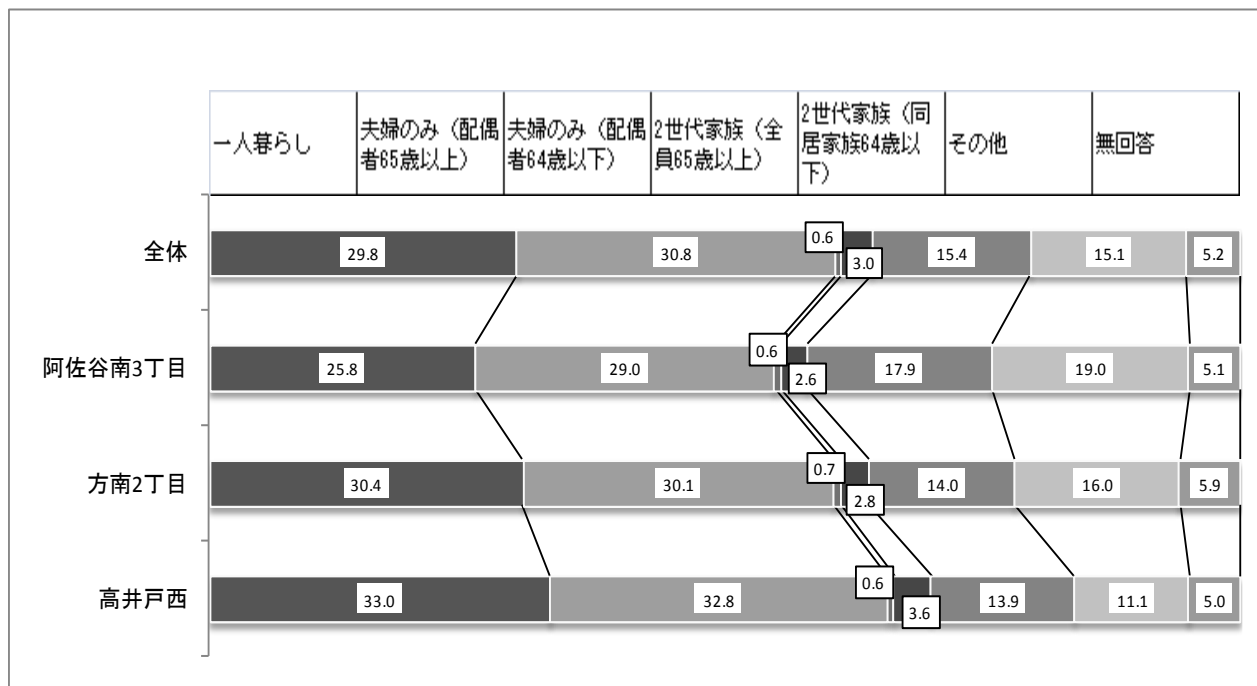 一人暮らし
夫婦のみ（配偶
者65歳以上）
夫婦のみ（配偶
者64歳以下）
2世代家族（全
員65歳以上）
2世代家族（同
居家族64歳以
下）
その他
無回答
全体
29.8
30.8
0.6
3.0
15.4
15.1
5.2
阿佐谷南3丁目
25.8
29.0
0.6
2.6
17.9
19.0
5.1
方南2丁目
30.4
30.1
0.7
2.8
14.0
16.0
5.9
高井戸西
33.0
32.8
0.6
3.6
13.9
11.1
5.0